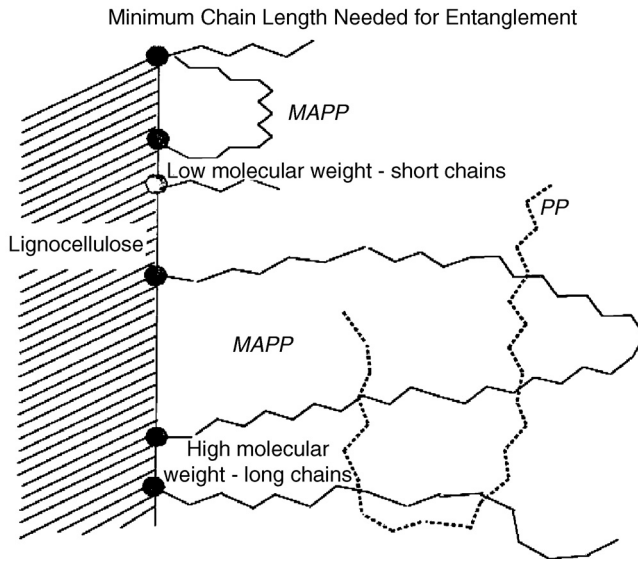 Minimum Chain Length Needed for Entanglement
MAPP
Low molecular weight - short chains
PP
Lignocellulose
MAPP
High molecular
weight - long chains